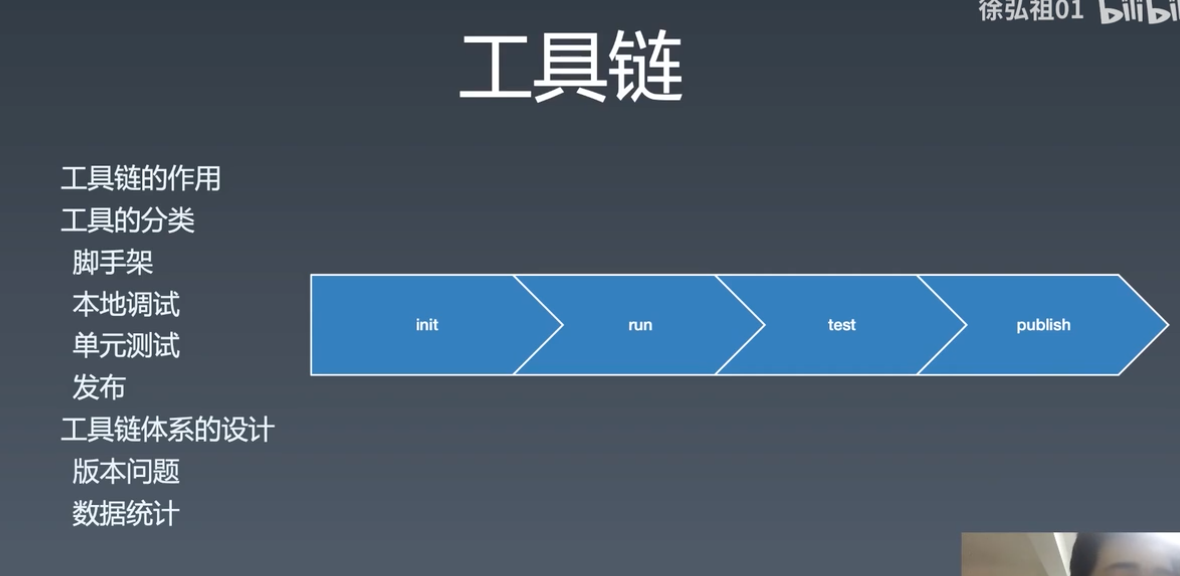 徐弘祖01 bilibili
工具链
工具链的作用
工具的分类
脚手架
本地调试
单元测试
发布
工具链体系的设计
版本问题
数据统计
init
run
test
publish